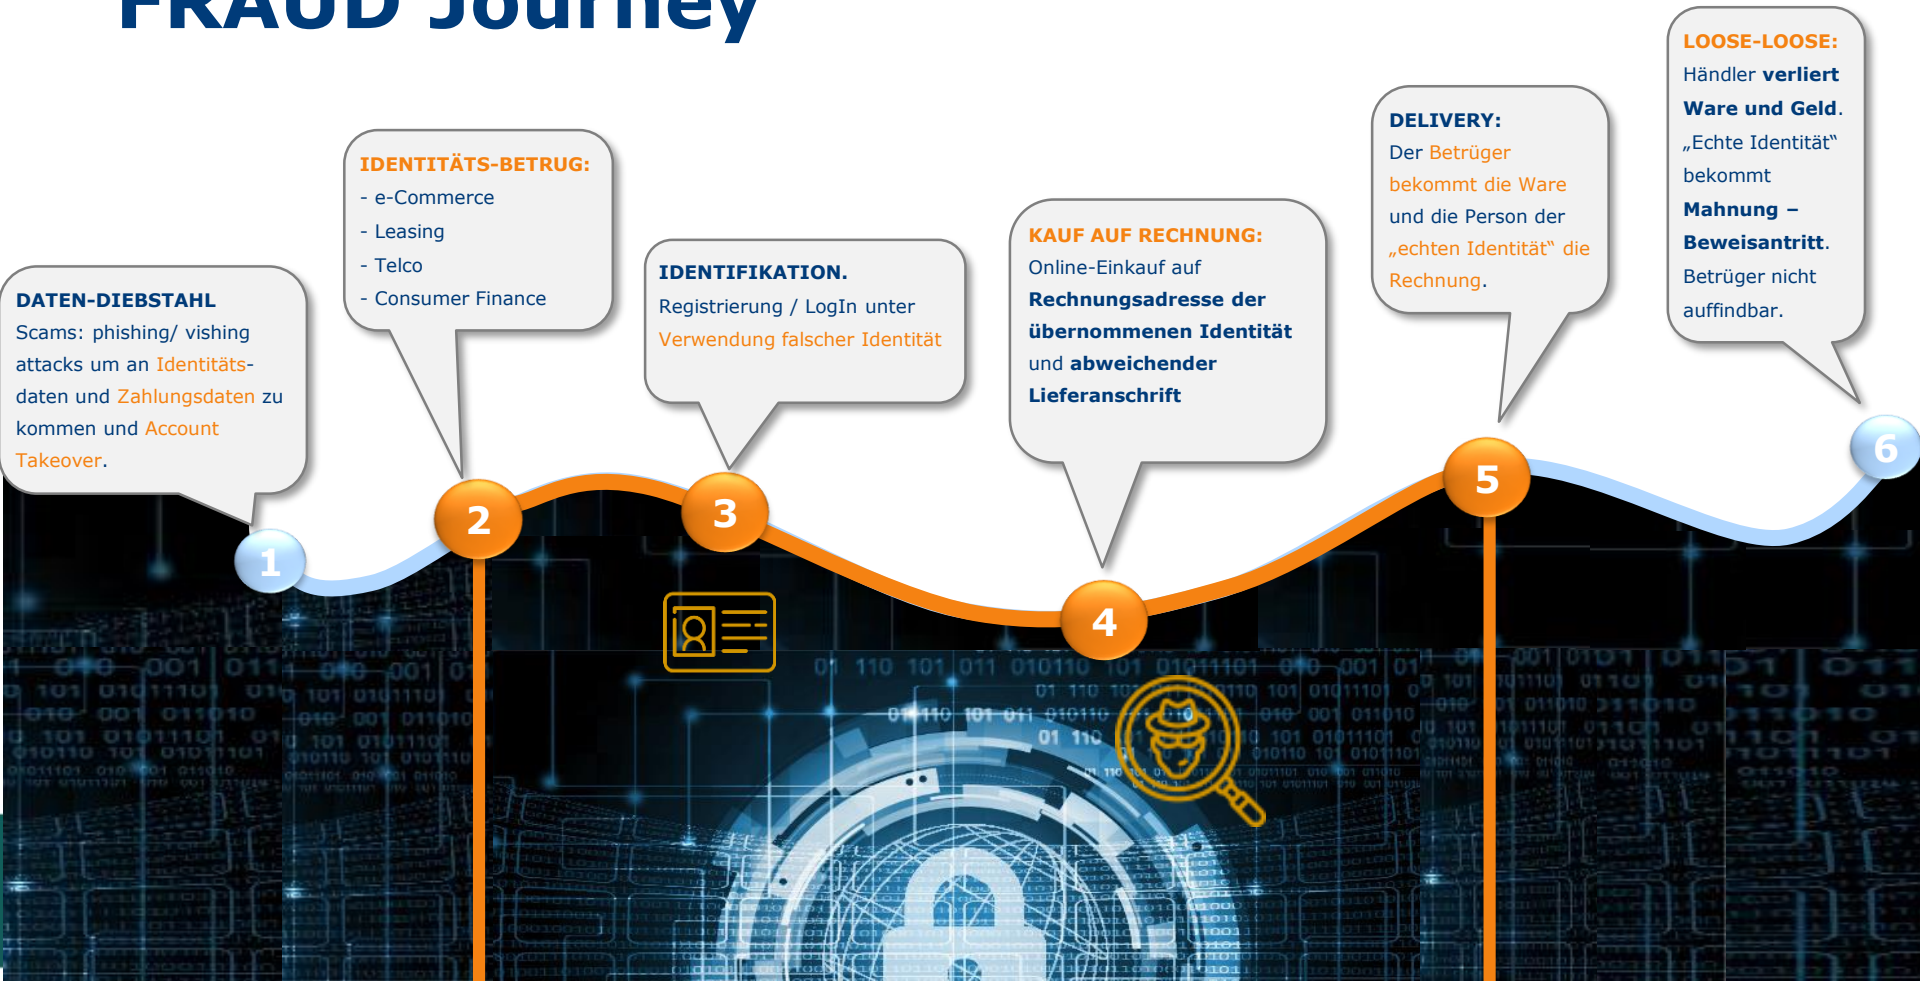 FRAUD Journey
DATEN-DIEBSTAHL
Scams: phishing/ vishing
attacks um an Identitäts-
daten und Zahlungsdaten zu
kommen und Account
Takeover.
IDENTITÄTS-BETRUG:
- e-Commerce
- Leasing
- Telco
- Consumer Finance
IDENTIFIKATION.
Registrierung / LogIn unter
Verwendung falscher Identität
KAUF AUF RECHNUNG:
Online-Einkauf auf
Rechnungsadresse der
übernommenen Identität
und abweichender
Lieferanschrift
DELIVERY:
Der Betrüger
bekommt die Ware
und die Person der
„echten Identität“ die
Rechnung.
LOOSE-LOOSE:
Händler verliert
Ware und Geld.
„Echte Identität“
bekommt
Mahnung –
Beweisantritt.
Betrüger nicht
auffindbar.
1
2
3
4
5
6